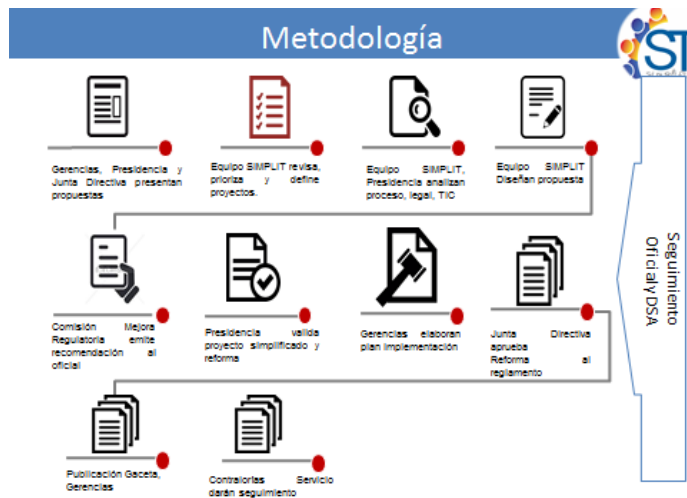 Metodología
ST
Gerencias, Presidencia y
Junta Directiva presentan
propuestas
Equipo SIMPLIT revisa,
prioriza y define
proyectos.
Equipo SIMPLIT,
Presidencia analizan
proceso, legal, TIC
Equipo SIMPLIT
Diseñan propuesta
Comisión Mejora
Regulatoria emite
recomendación al
oficial
Presidencia valida
proyecto simplificado y
reforma
Gerencias elaboran
plan implementación
Junta Directiva
aprueba
Reforma al
reglamento
Publicación Gaceta,
Gerencias
Contralorías Servicio
darán seguimiento
Seguimiento
Oficial y DSA